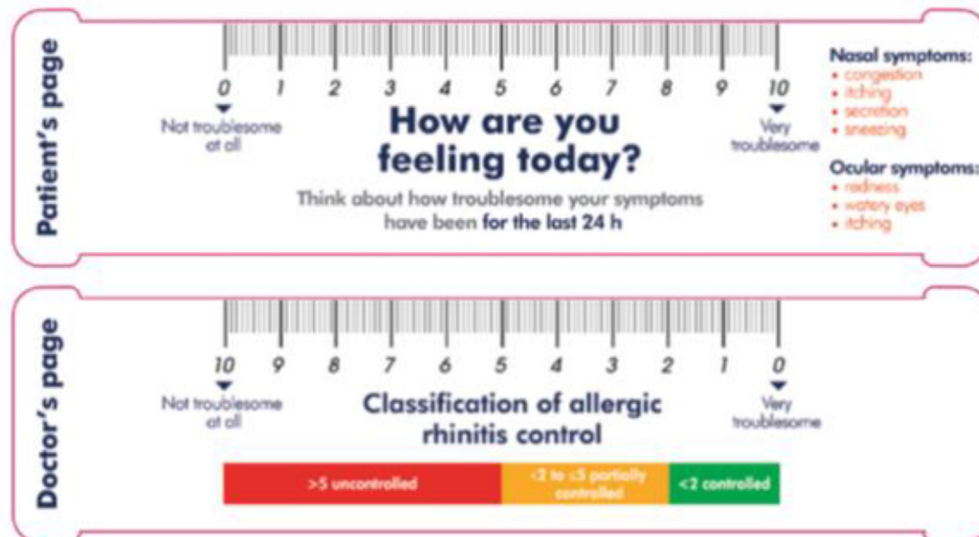 Patient's page
0 1 2 3 4 5 6 7 8 9 10
Not troublesome
at all
Very
troublesome
How are you
feeling today?
Think about how troublesome your symptoms
have been for the last 24 h
Nasal symptoms:
• congestion
• itching
• secretion
• sneezing
Ocular symptoms:
• redness
• watery eyes
• itching
Doctor's page
10 9 8 7 6 5 4 3 2 1 0
Not troublesome
at all
Very
troublesome
Classification of allergic
rhinitis control
>5 uncontrolled
<2 to ≤5 partially
controlled
<2 controlled